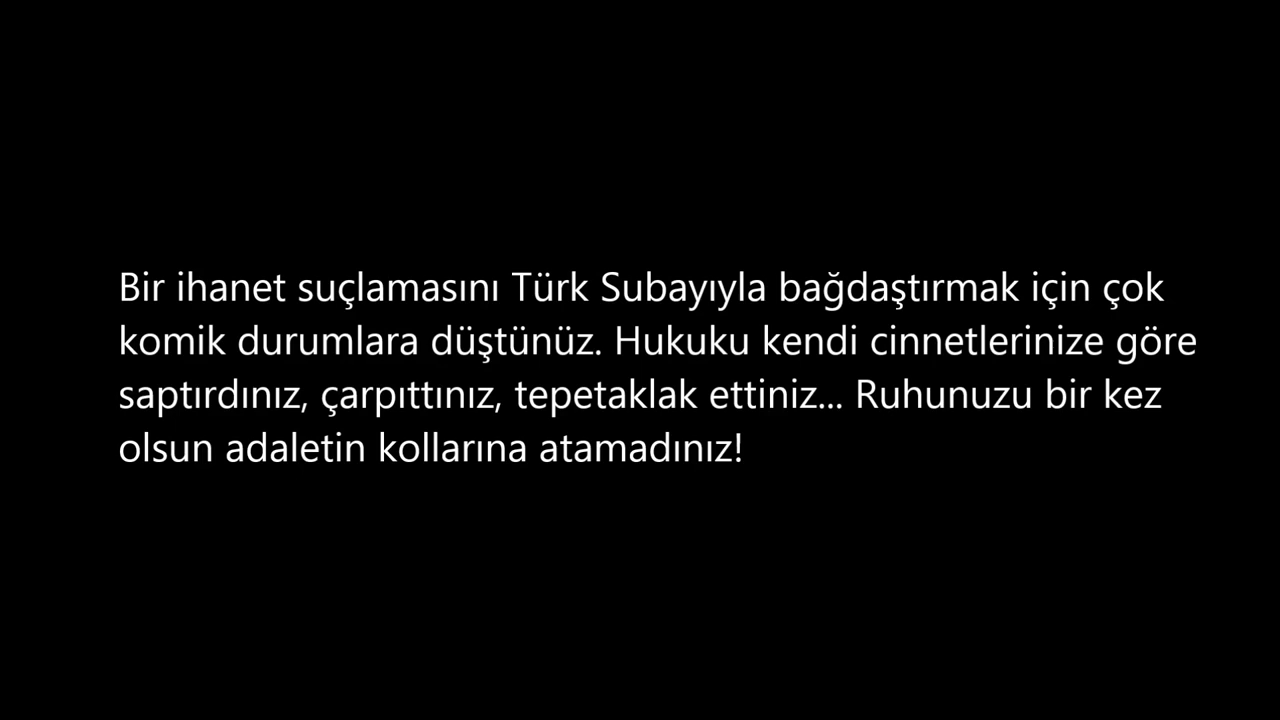 Bir ihanet suçlamasını Türk Subayıyla bağdaştırmak için çok
komik durumlara düştünüz. Hukuku kendi cinnetlerinize göre
saptırdınız, çarpıttınız, tepetaklak ettiniz... Ruhunuzu bir kez
olsun adaletin kollarına atamadınız!